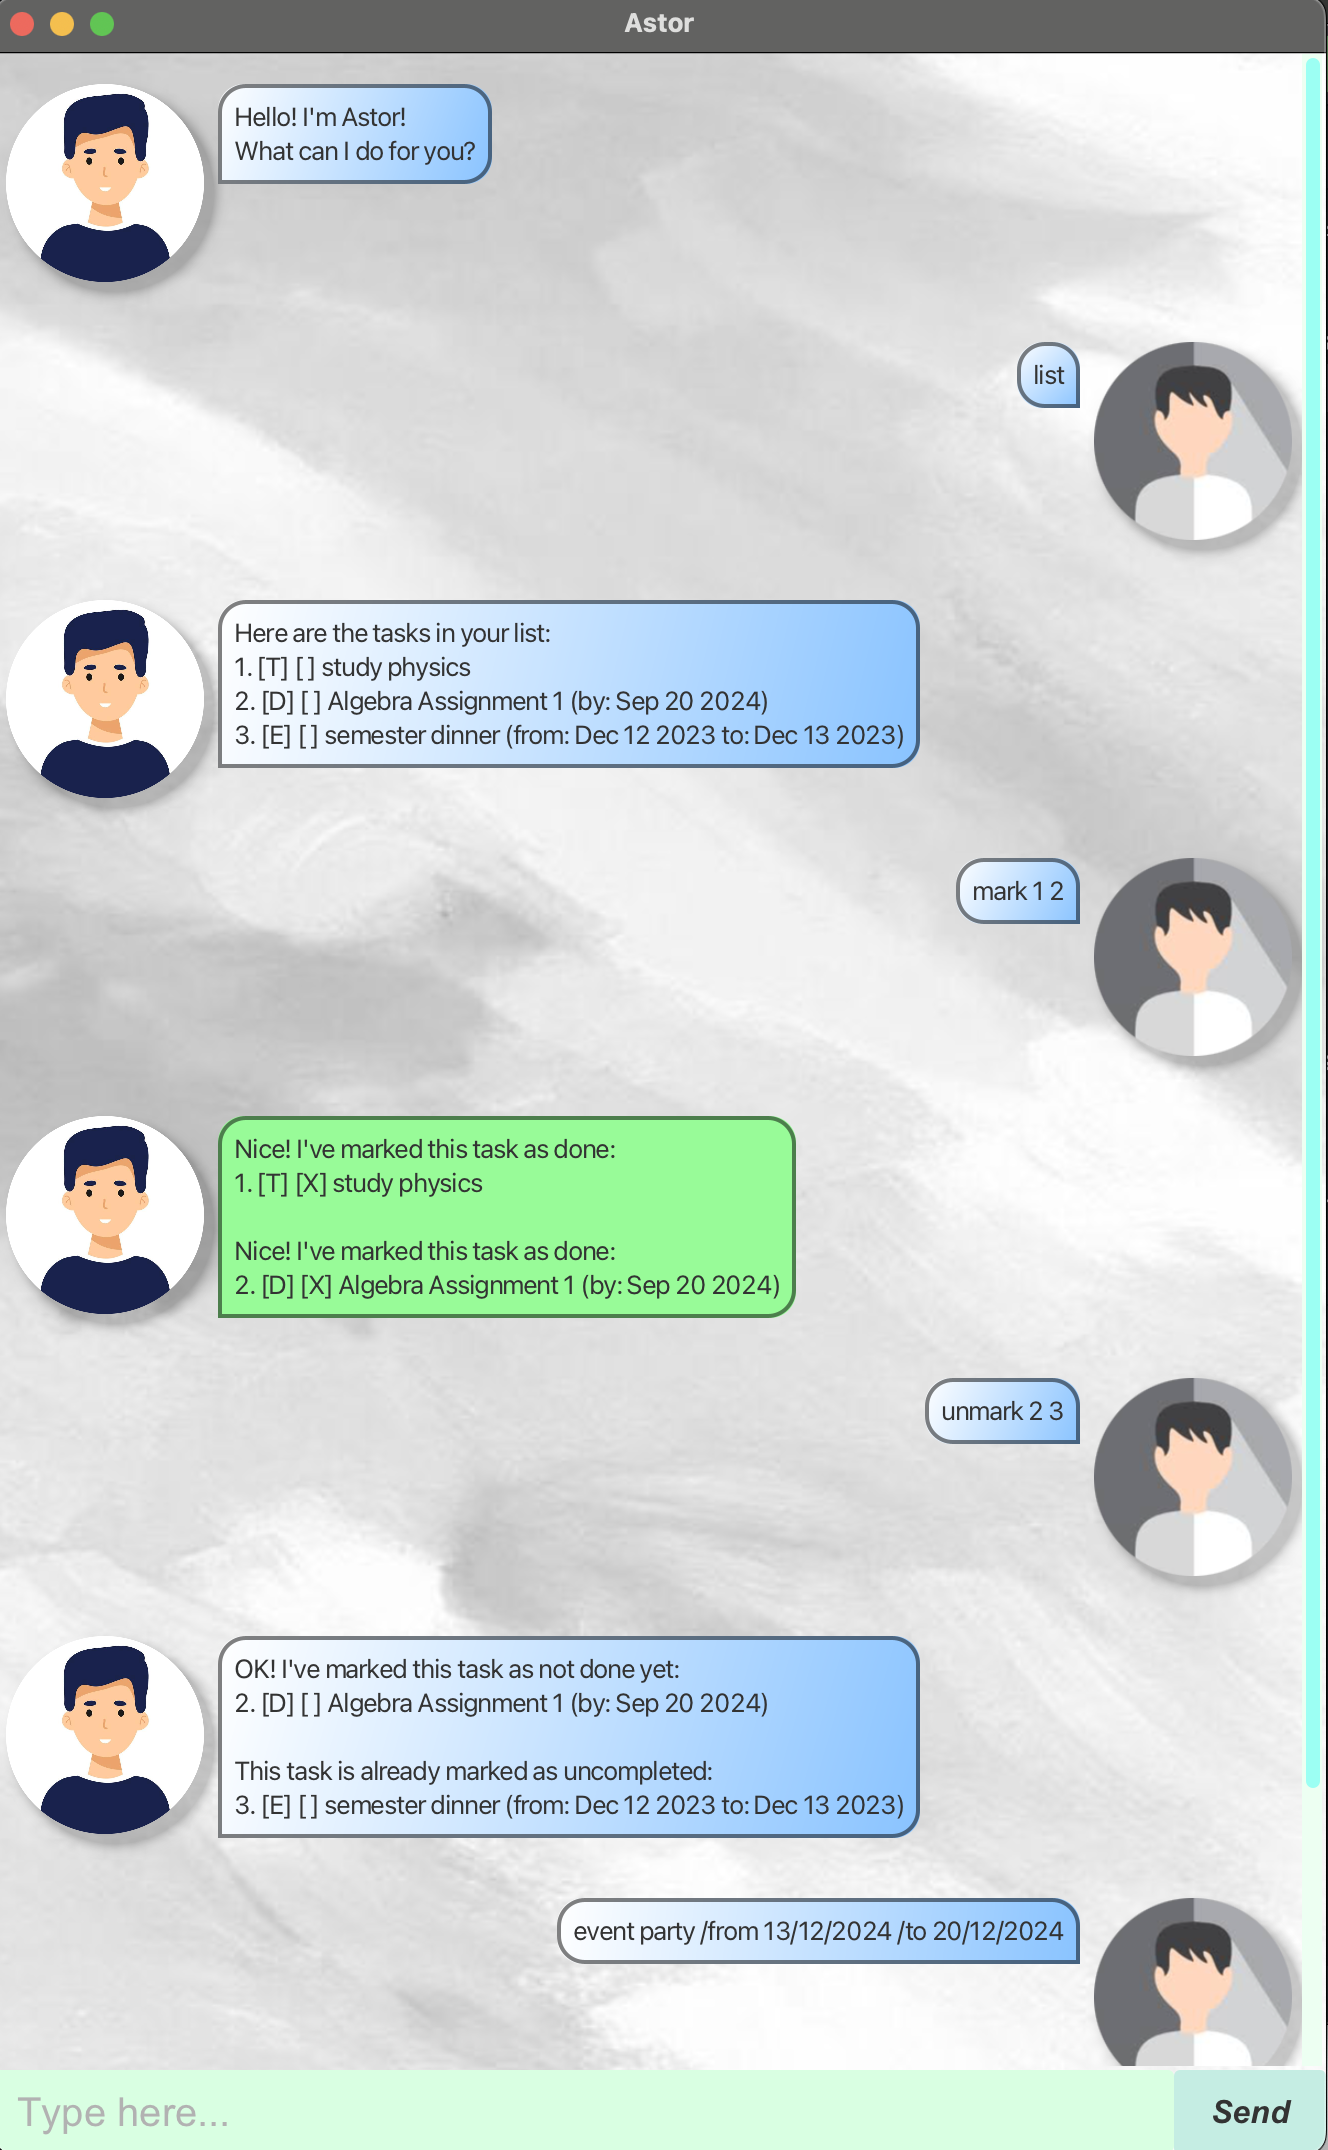 Astor
Hello! I'm Astor!
What can I do for you?
list
Here are the tasks in your list:
1. [T] [ ] study physics
2. [D] [ ] Algebra Assignment 1 (by: Sep 20 2024)
3. [E] [ ] semester dinner (from: Dec 12 2023 to: Dec 13 2023)
mark 1 2
Nice! I've marked this task as done:
1. [T] [X] study physics
Nice! I've marked this task as done:
2. [D] [X] Algebra Assignment 1 (by: Sep 20 2024)
unmark 2 3
OK! I've marked this task as not done yet:
2. [D] [ ] Algebra Assignment 1 (by: Sep 20 2024)
This task is already marked as uncompleted:
3. [E] [ ] semester dinner (from: Dec 12 2023 to: Dec 13 2023)
event party /from 13/12/2024 /to 20/12/2024
Type here...
Send